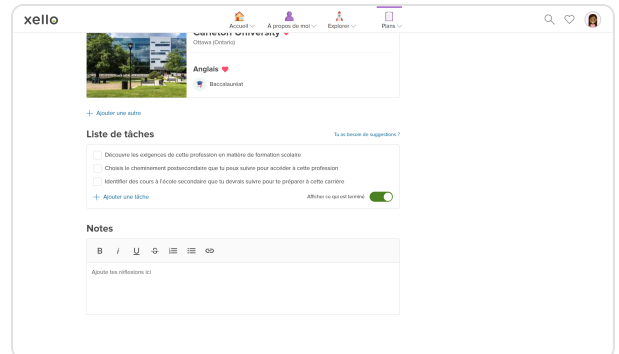 xello
Accueil
À propos de moi
Explorer
Plans
Carleton University
Ottawa (Ontario)
Anglais
Baccalauréat
Ajouter une autre
Liste de tâches
Tu as besoin de suggestions ?
Découvre les exigences de cette profession en matière de formation scolaire
Choisis le cheminement postsecondaire que tu peux suivre pour accéder à cette profession
Identifier des cours à l'école secondaire que tu devrais suivre pour te préparer à cette carrière
Ajouter une tâche
Afficher ce qui est terminé
Notes
B i U S
Ajoute tes réflexions ici